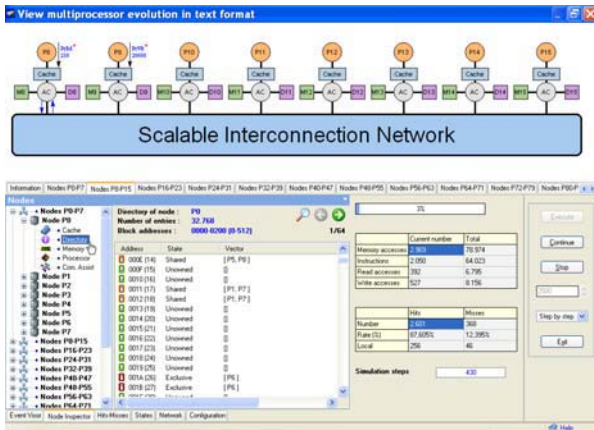 View multiprocessor evolution in text format
P8 P9 P10 P11 P12 P13 P14 P15
Cache Cache Cache Cache Cache Cache Cache Cache
M8 AC D8 M9 AC D9 M10 AC D10 M11 AC D11 M12 AC D12 M13 AC D13 M14 AC D14 M15 AC D15
Scalable Interconnection Network
Information Nodes P0-P7 Nodes P8-P15 Nodes P16-P23 Nodes P24-P31 Nodes P32-P39 Nodes P40-P47 Nodes P48-P55 Nodes P56-P63 Nodes P64-P71 Nodes P72-P79
Nodes
Nodes P0-P7
Node P0
Cache
Directory
Memory
Processor
Com. Assist
Node P1
Node P2
Node P3
Node P4
Node P5
Node P6
Node P7
Nodes P8-P15
Nodes P16-P23
Nodes P24-P31
Nodes P32-P39
Nodes P40-P47
Nodes P48-P55
Nodes P56-P63
Nodes P64-P71
Directory of node : P0
Number of entries : 32.768
Block addresses : 0000-0200 (0-512) 1/64
Address State Vector
000E (14) Shared [P5, P8]
000F (15) Unowned []
0010 (16) Unowned []
0011 (17) Shared [P1, P7]
0012 (18) Shared [P1, P7]
0013 (19) Unowned []
0014 (20) Unowned []
0015 (21) Unowned []
0016 (22) Unowned []
0017 (23) Unowned []
0018 (24) Unowned []
0019 (25) Unowned []
001A (26) Exclusive [P6]
001B (27) Exclusive [P6]
3%
Current number Total
Memory accesses 2.969 78.974
Instructions 2.050 64.023
Read accesses 392 6.795
Write accesses 527 8.156
Hits Misses
Number 2.601 368
Rate (%) 87,605% 12,395%
Local 256 46
Simulation steps 430
Execute
Continue
Stop
Step by step
Exit
Event Visor Node Inspector Hits-Misses States Network Configuration
Help